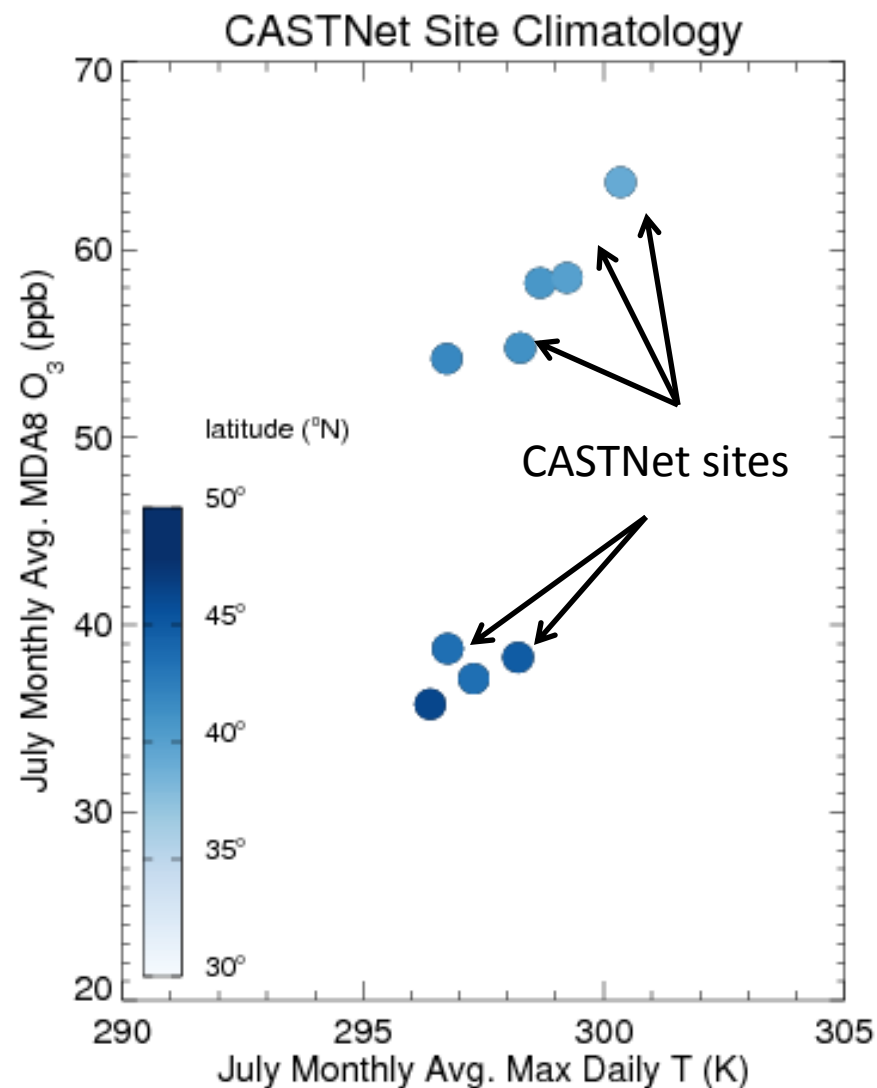 CASTNet Site Climatology
70
60
50
40
30
20
July Monthly Avg. MDA8 O₃ (ppb)
latitude (°N)
50°
45°
40°
35°
30°
CASTNet sites
290 295 300 305
July Monthly Avg. Max Daily T (K)